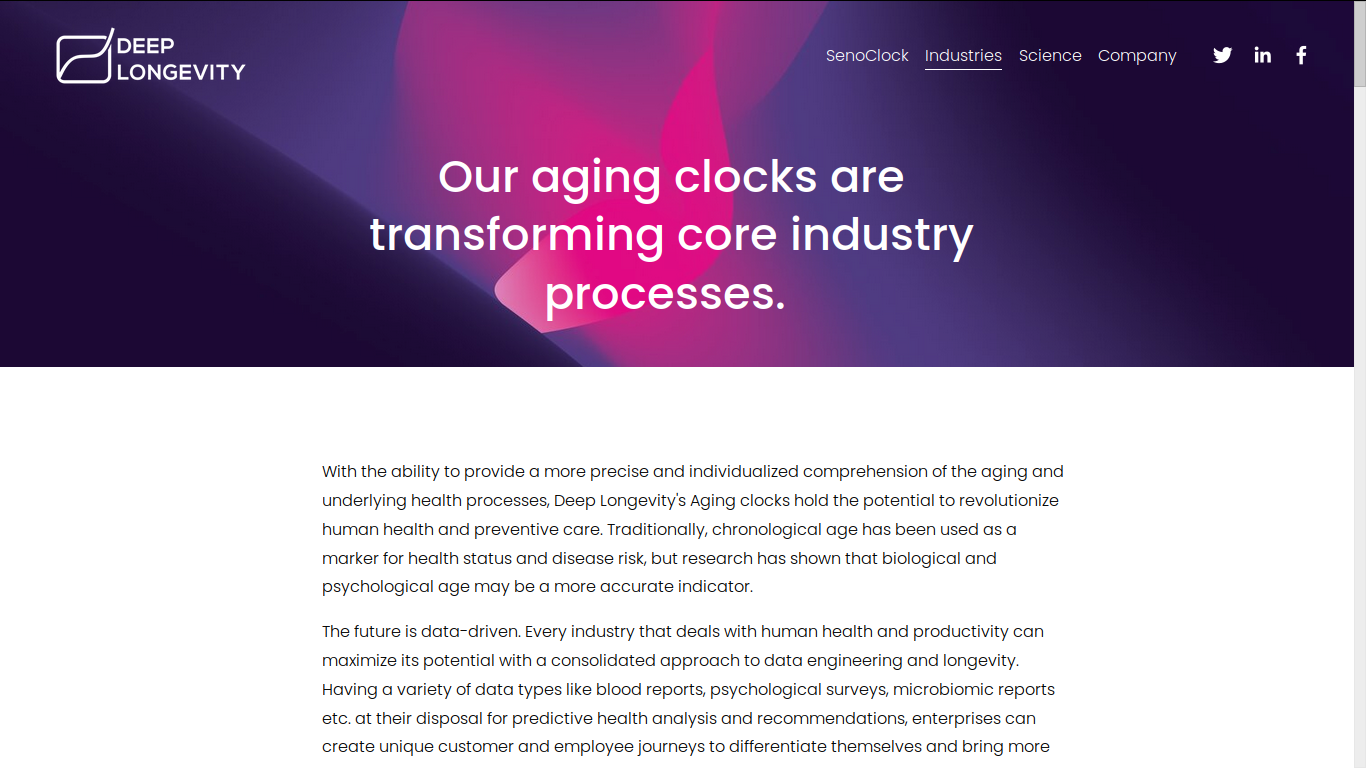 DEEP
LONGEVITY
SenoClock Industries Science Company
Our aging clocks are
transforming core industry
processes.
With the ability to provide a more precise and individualized comprehension of the aging and
underlying health processes, Deep Longevity's Aging clocks hold the potential to revolutionize
human health and preventive care. Traditionally, chronological age has been used as a
marker for health status and disease risk, but research has shown that biological and
psychological age may be a more accurate indicator.
The future is data-driven. Every industry that deals with human health and productivity can
maximize its potential with a consolidated approach to data engineering and longevity.
Having a variety of data types like blood reports, psychological surveys, microbiomic reports
etc. at their disposal for predictive health analysis and recommendations, enterprises can
create unique customer and employee journeys to differentiate themselves and bring more